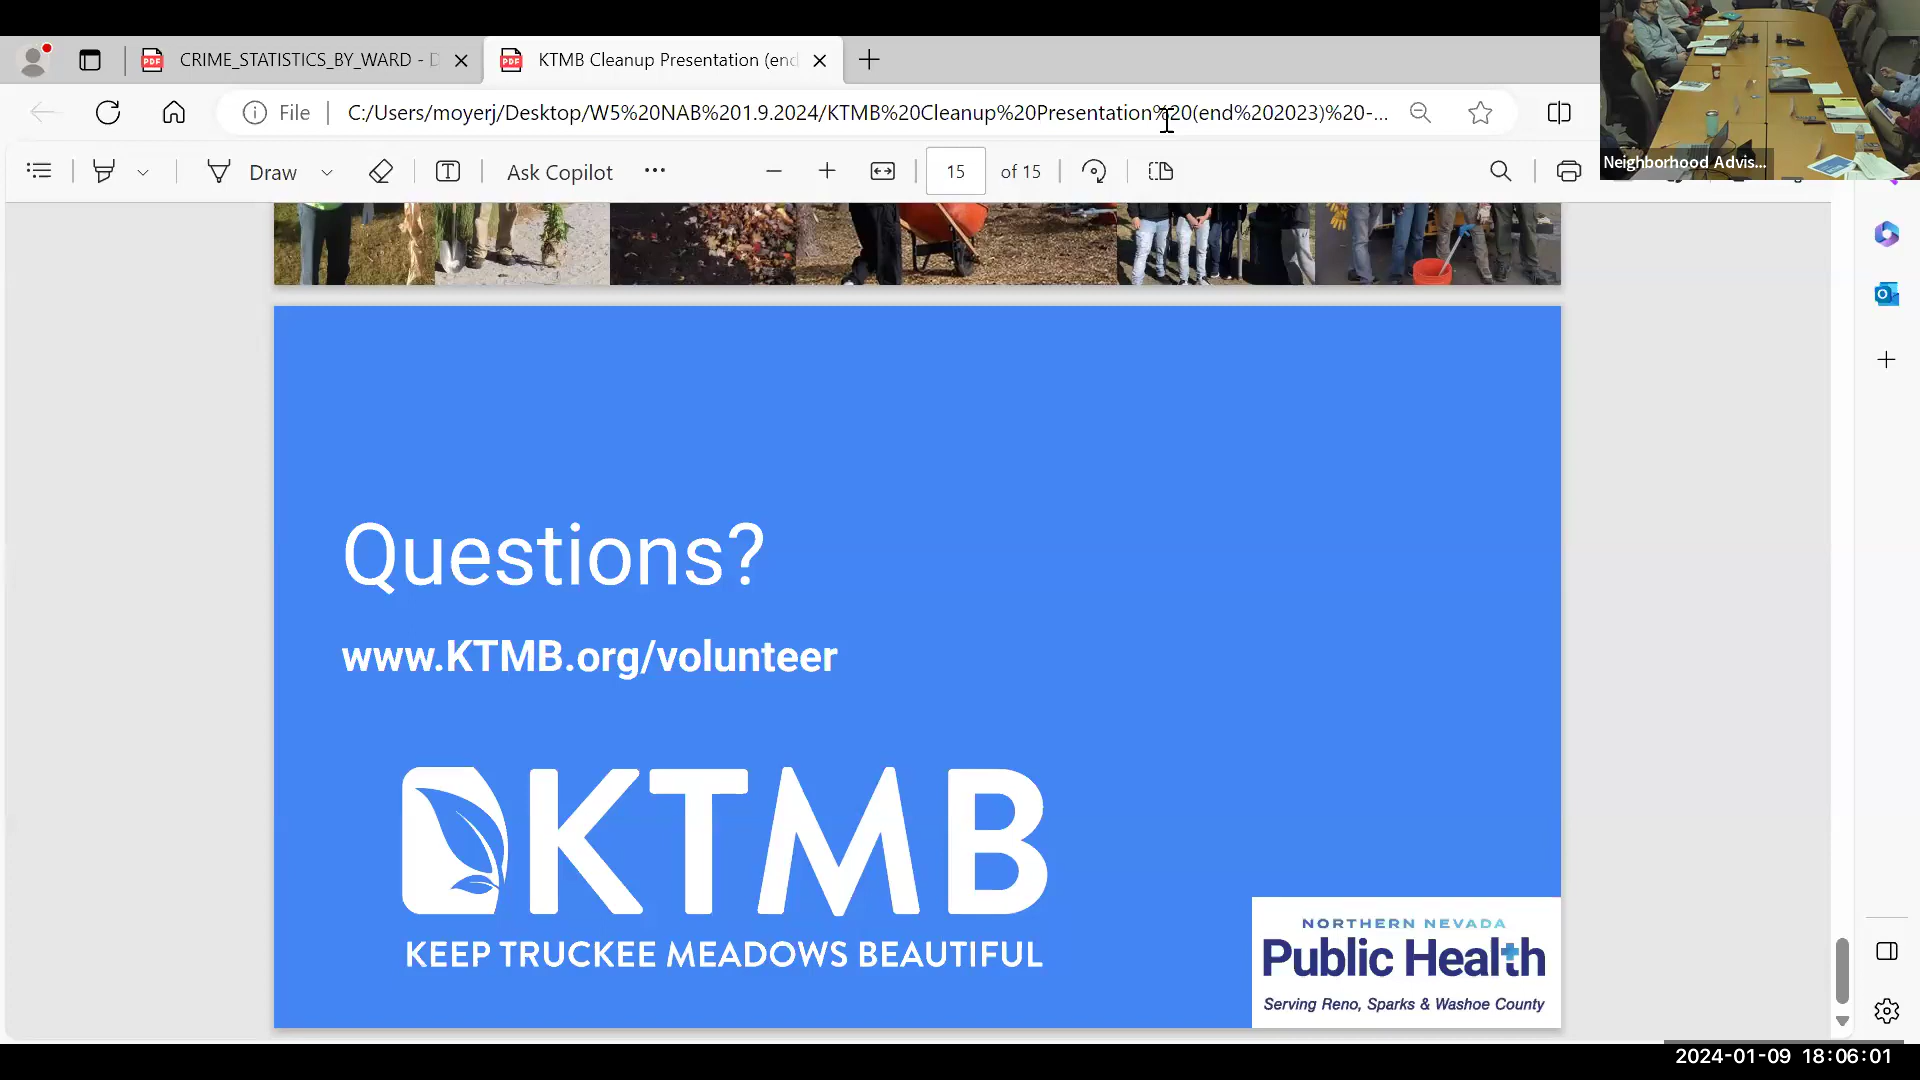 CRIME_STATISTICS_BY_WARD - D
KTMB Cleanup Presentation (end
File
C:/Users/moyerj/Desktop/W5%20NAB%201.9.2024/KTMB%20Cleanup%20Presentation%20(end%202023)%20-...
Neighborhood Advis...
Draw
Ask Copilot
15
of 15
Questions?
www.KTMB.org/volunteer
KTMB
KEEP TRUCKEE MEADOWS BEAUTIFUL
NORTHERN NEVADA
Public Health
Serving Reno, Sparks & Washoe County
2024-01-09 18:06:01